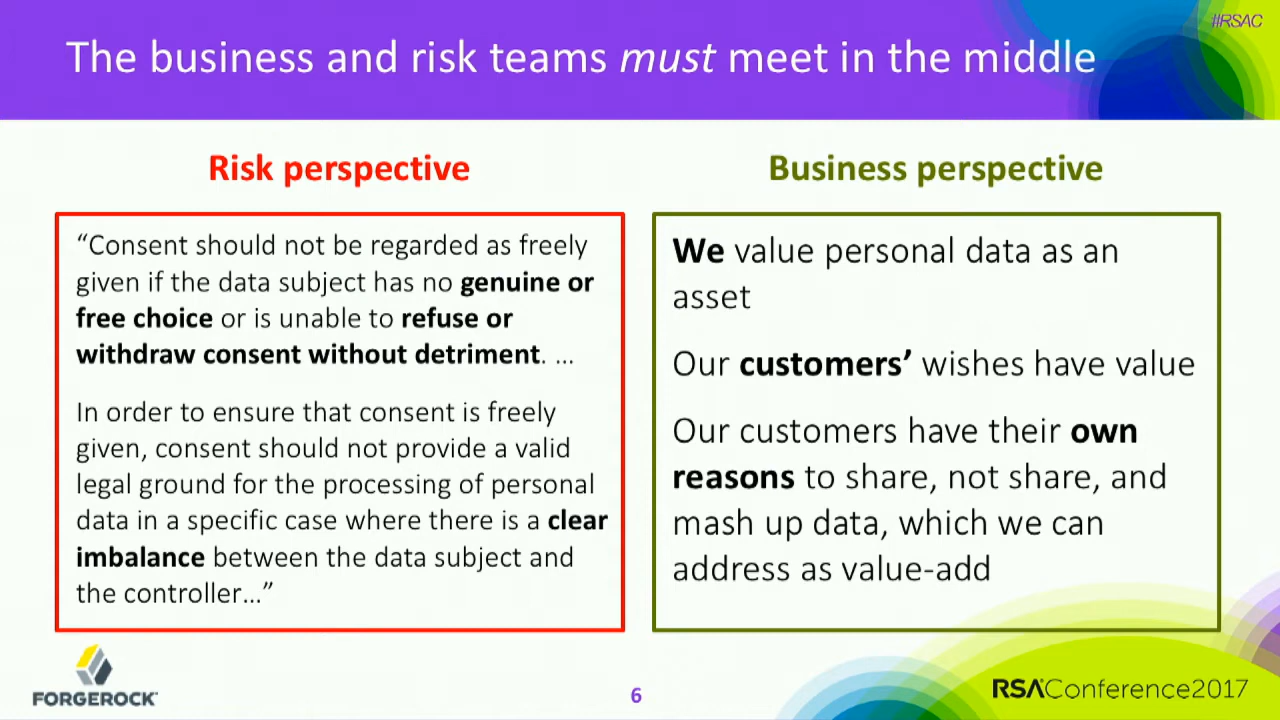 #RSAC
The business and risk teams must meet in the middle
Risk perspective
“Consent should not be regarded as freely
given if the data subject has no genuine or
free choice or is unable to refuse or
withdraw consent without detriment. …
In order to ensure that consent is freely
given, consent should not provide a valid
legal ground for the processing of personal
data in a specific case where there is a clear
imbalance between the data subject and
the controller…”
Business perspective
We value personal data as an
asset
Our customers’ wishes have value
Our customers have their own
reasons to share, not share, and
mash up data, which we can
address as value-add
FORGEROCK
6
RSAConference2017